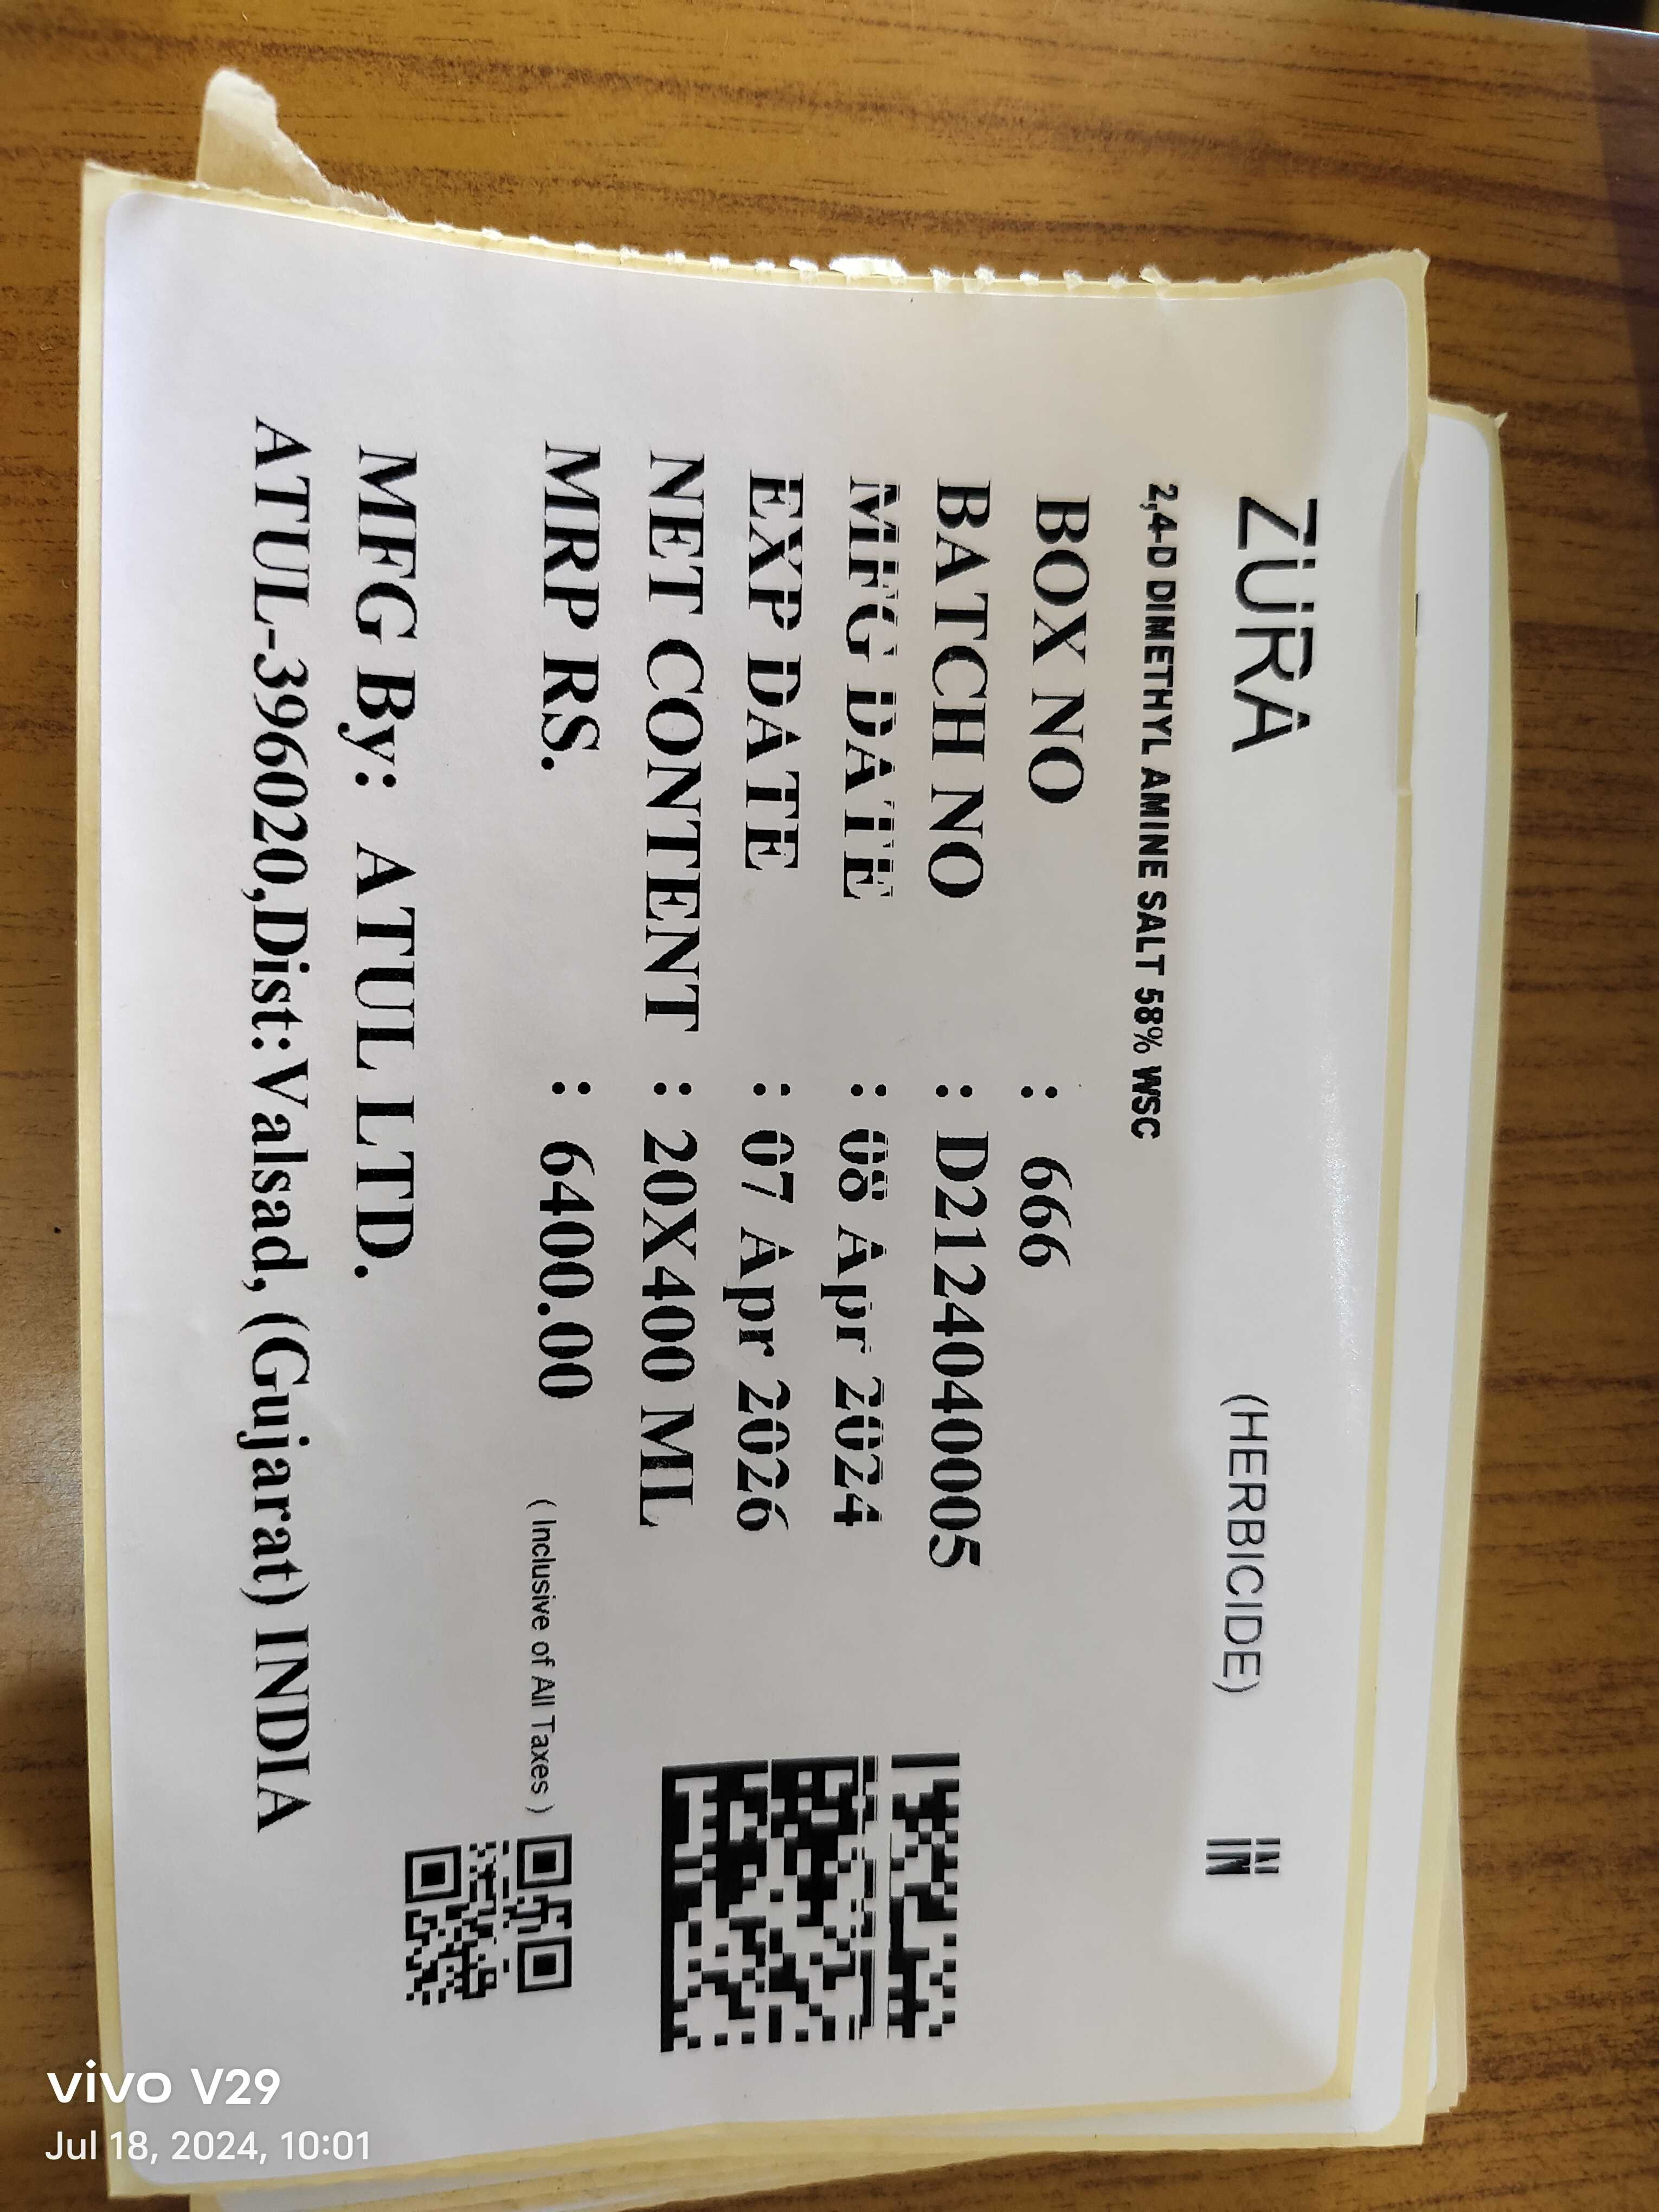 ZURA (HERBICIDE) IN
2,4-D DIMETHYL AMINE SALT 58% WSC
BOX NO : 666
BATCH NO : D2124040005
MFG DATE : 08 Apr 2024
EXP DATE : 07 Apr 2026
NET CONTENT : 20X400 ML
MRP RS. : 6400.00 ( Inclusive of All Taxes )
MFG By: ATUL LTD.
ATUL-396020,Dist:Valsad, (Gujarat) INDIA
vivo V29
Jul 18, 2024, 10:01